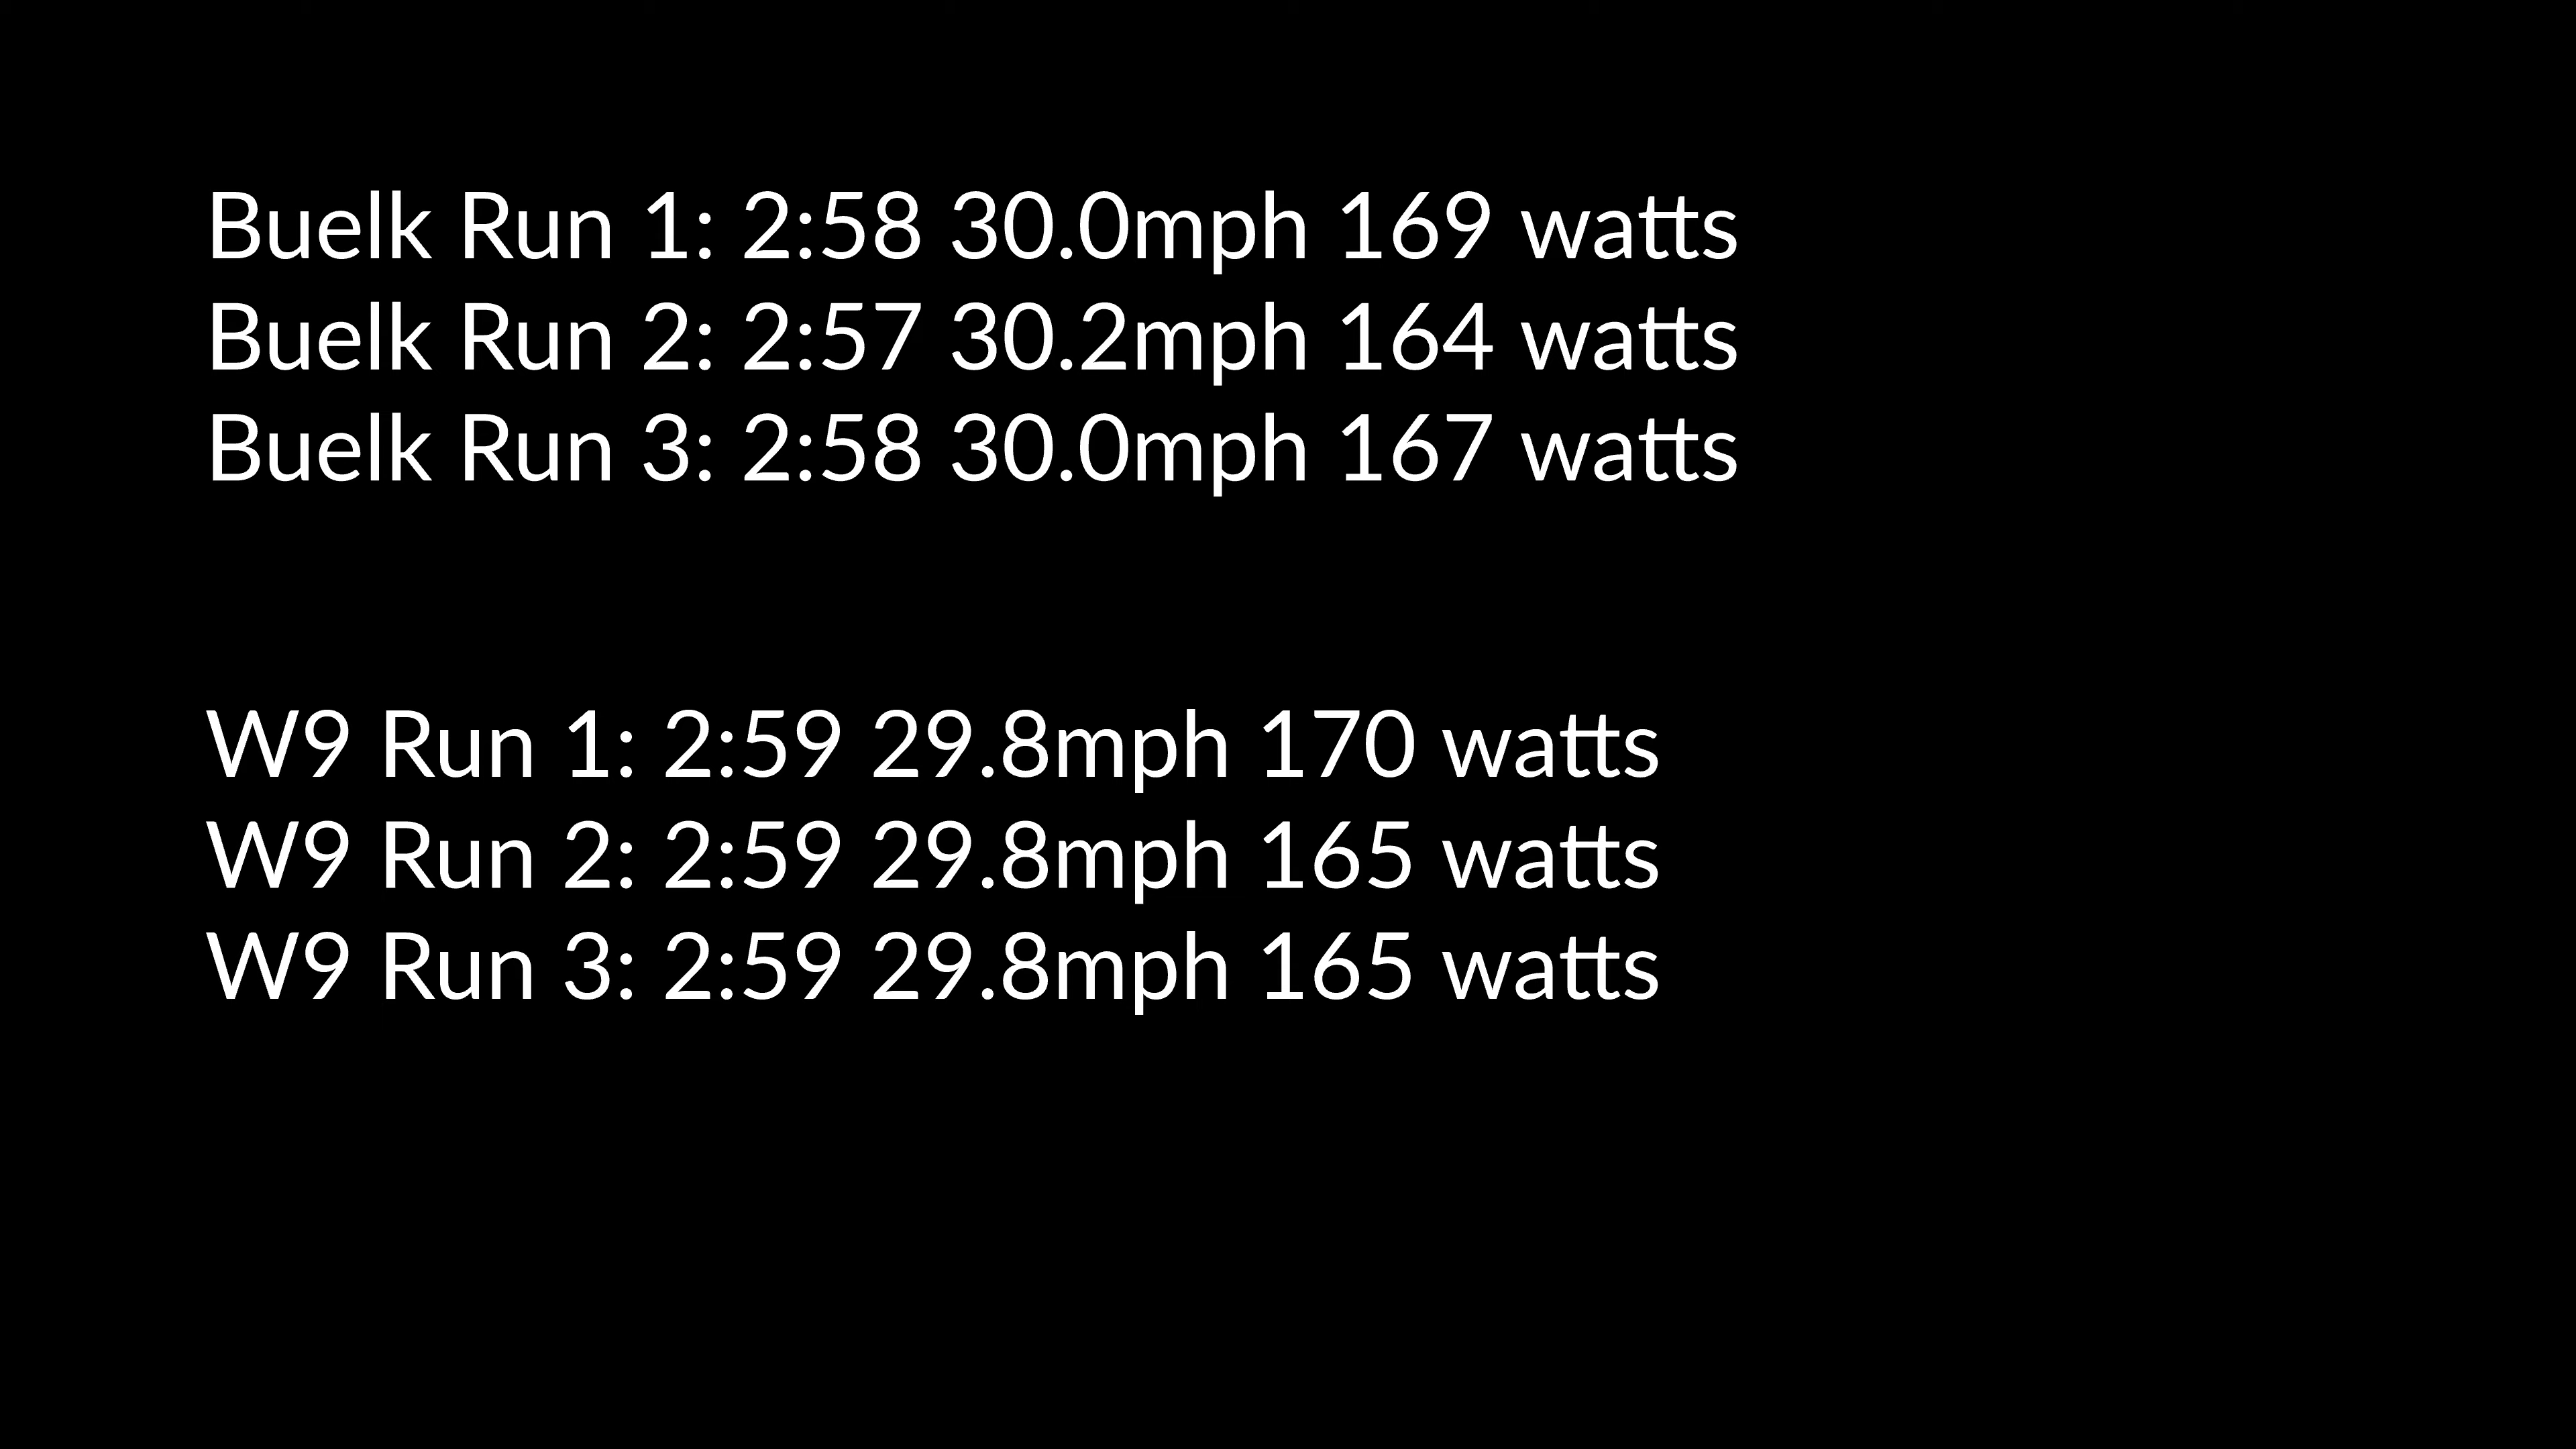 Buelk Run 1: 2:58 30.0mph 169 watts
Buelk Run 2: 2:57 30.2mph 164 watts
Buelk Run 3: 2:58 30.0mph 167 watts
W9 Run 1: 2:59 29.8mph 170 watts
W9 Run 2: 2:59 29.8mph 165 watts
W9 Run 3: 2:59 29.8mph 165 watts